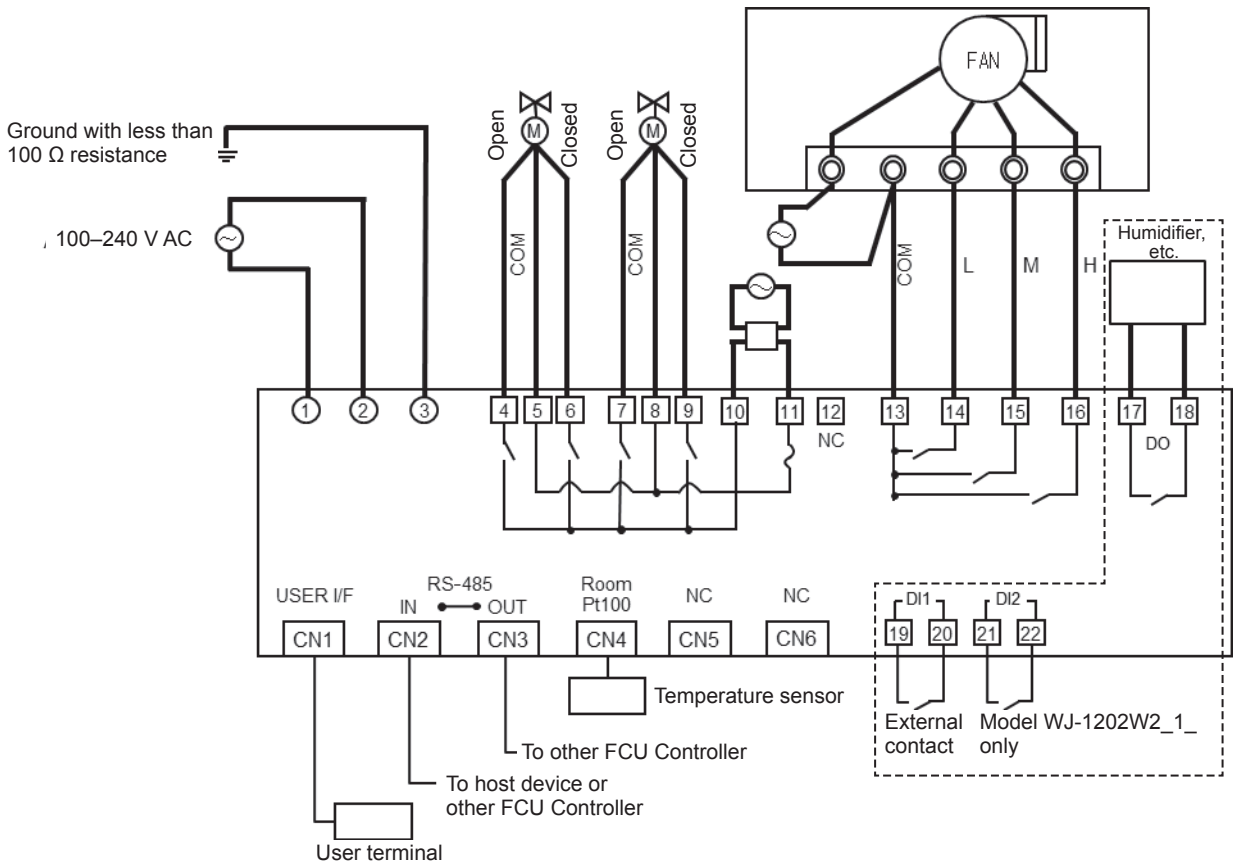 FAN
Ground with less than
100 Ω resistance
Open
M
Closed
Open
M
Closed
, 100–240 V AC
COM
COM
COM
L
M
H
Humidifier,
etc.
1
2
3
4
5
6
7
8
9
10
11
12
13
14
15
16
17
18
NC
DO
USER I/F
RS-485
IN
OUT
Room
Pt100
NC
NC
DI1
DI2
CN1
CN2
CN3
CN4
CN5
CN6
19
20
21
22
Temperature sensor
External
contact
Model WJ-1202W2_1_
only
To other FCU Controller
To host device or
other FCU Controller
User terminal